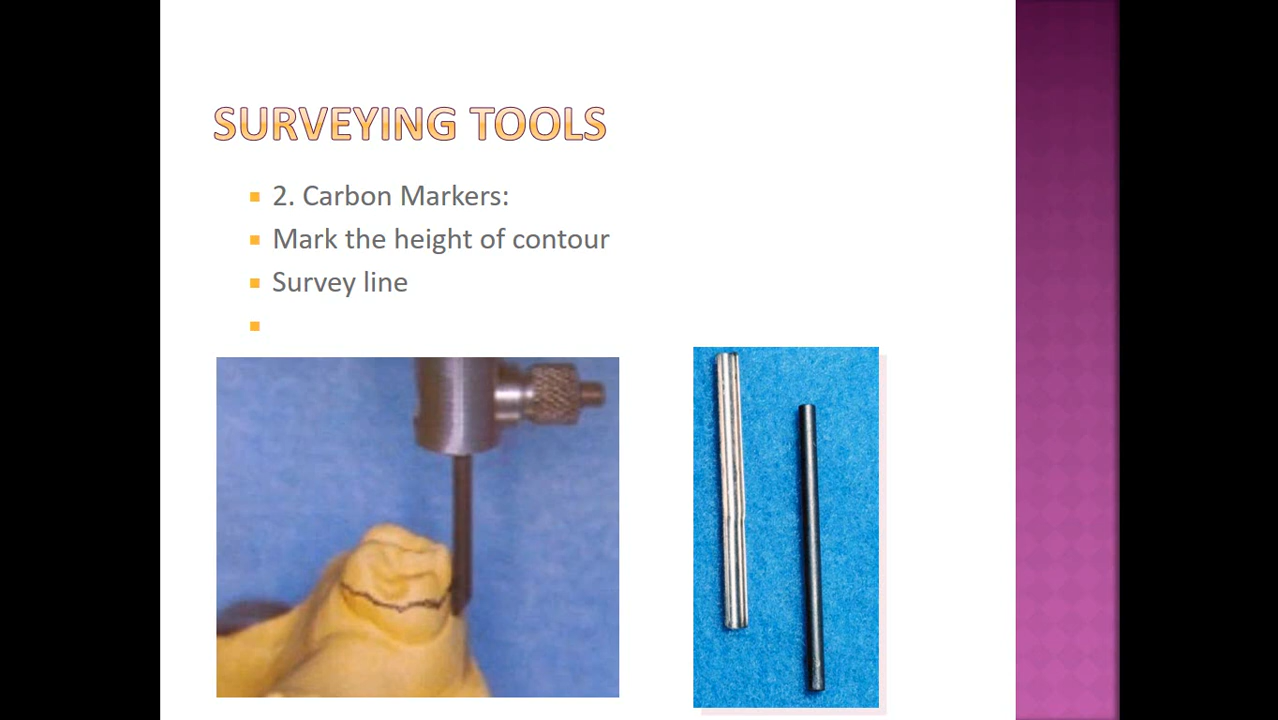 SURVEYING TOOLS
2. Carbon Markers:
Mark the height of contour
Survey line